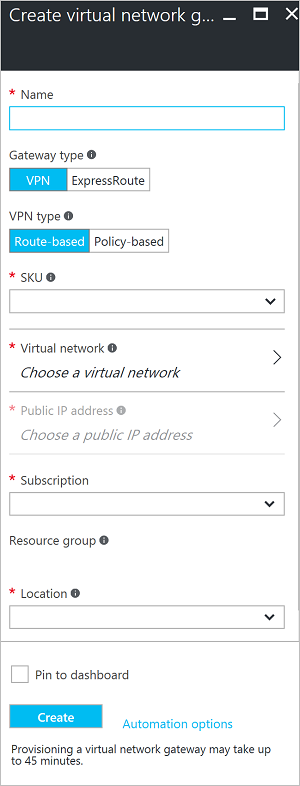 Create virtual network g...
* Name
Gateway type
VPN ExpressRoute
VPN type
Route-based Policy-based
* SKU
* Virtual network
Choose a virtual network
* Public IP address
Choose a public IP address
* Subscription
Resource group
* Location
Pin to dashboard
Create Automation options
Provisioning a virtual network gateway may take up
to 45 minutes.